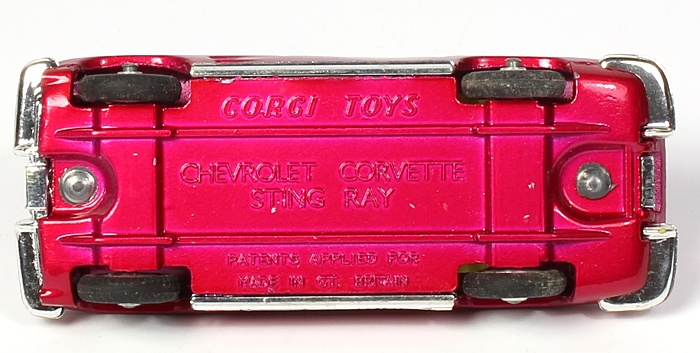 CORGI TOYS
CHEVROLET CORVETTE
STING RAY
PATENTS APPLIED FOR
MADE IN GT. BRITAIN